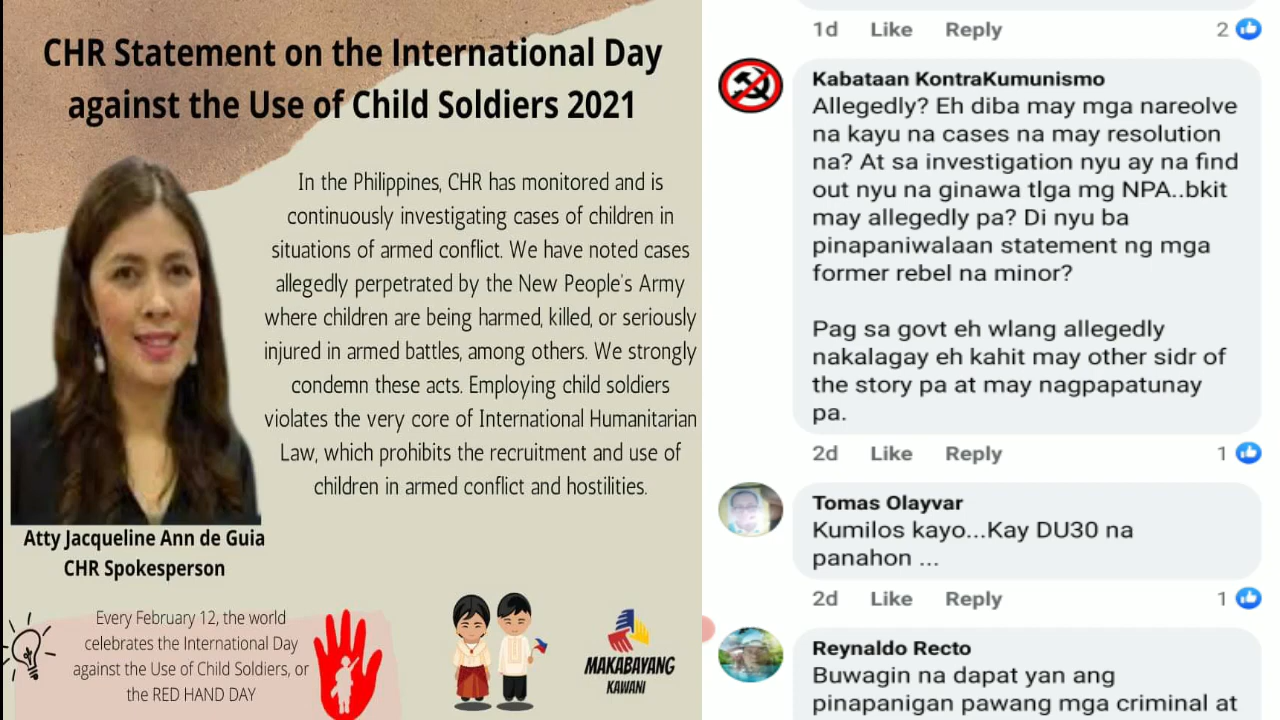 CHR Statement on the International Day
against the Use of Child Soldiers 2021
In the Philippines, CHR has monitored and is
continuously investigating cases of children in
situations of armed conflict. We have noted cases
allegedly perpetrated by the New People's Army
where children are being harmed, killed, or seriously
injured in armed battles, among others. We strongly
condemn these acts. Employing child soldiers
violates the very core of International Humanitarian
Law, which prohibits the recruitment and use of
children in armed conflict and hostilities.
Atty Jacqueline Ann de Guia
CHR Spokesperson
Every February 12, the world
celebrates the International Day
against the Use of Child Soldiers, or
the RED HAND DAY
MAKABAYANG
KAWANI
1d Like Reply 2
Kabataan KontraKumunismo
Allegedly? Eh diba may mga nareolve
na kayu na cases na may resolution
na? At sa investigation nyu ay na find
out nyu na ginawa tlga mg NPA..bkit
may allegedly pa? Di nyu ba
pinapaniwalaan statement ng mga
former rebel na minor?
Pag sa govt eh wlang allegedly
nakalagay eh kahit may other sidr of
the story pa at may nagpapatunay
pa.
2d Like Reply 1
Tomas Olayvar
Kumilos kayo...Kay DU30 na
panahon ...
2d Like Reply 1
Reynaldo Recto
Buwagin na dapat yan ang
pinapanigan pawang mga criminal at